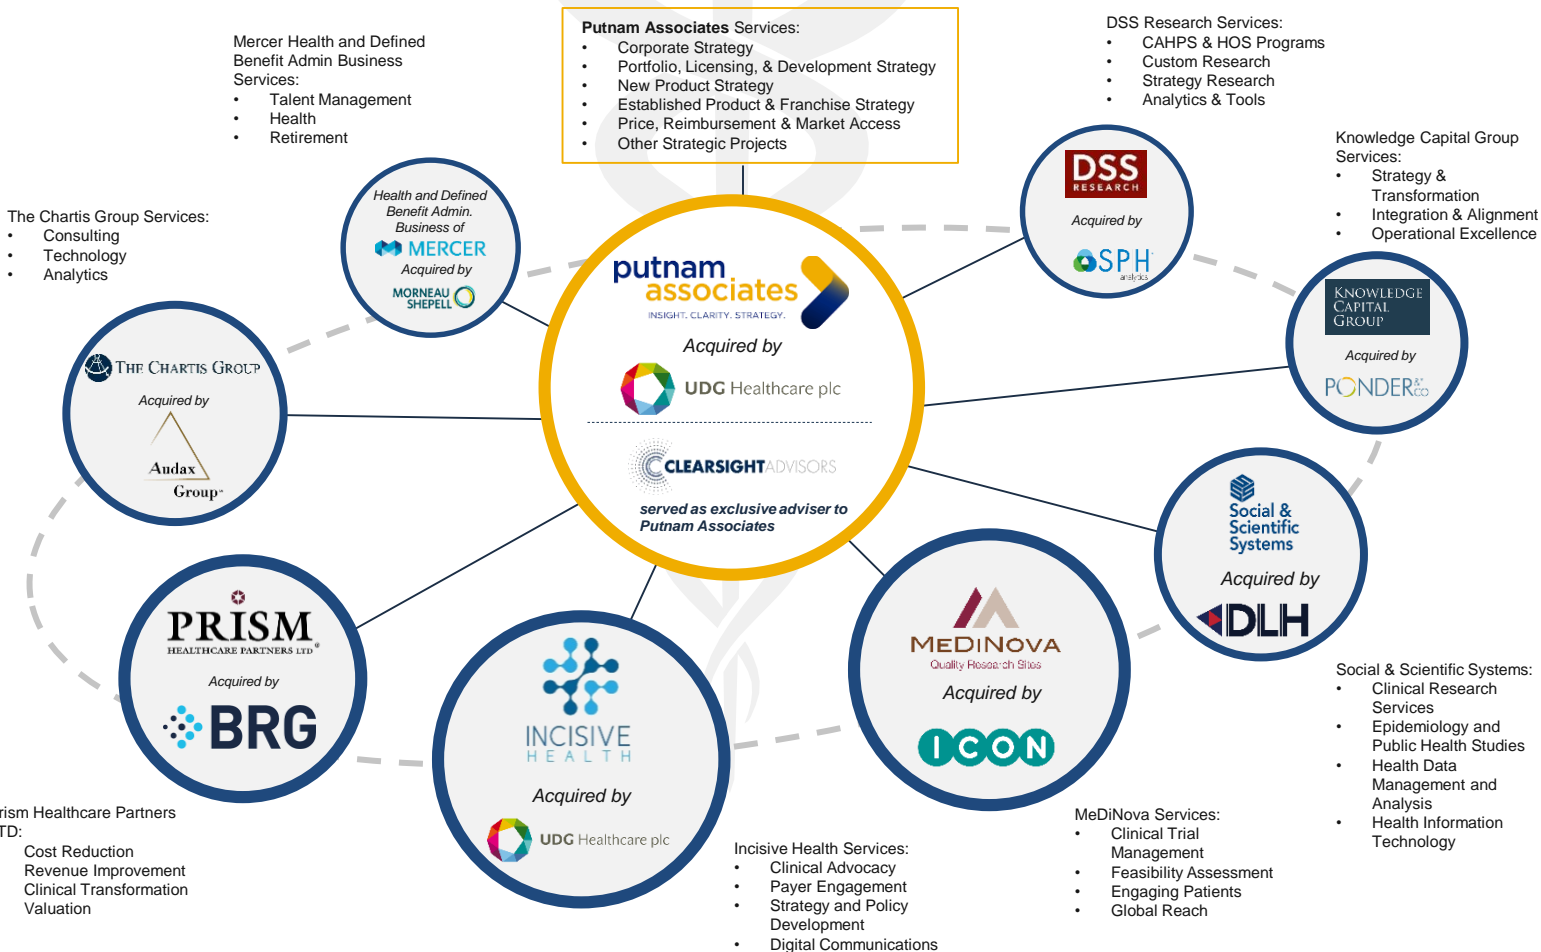 Mercer Health and Defined
Benefit Admin Business
Services:
• Talent Management
• Health
• Retirement
Putnam Associates Services:
• Corporate Strategy
• Portfolio, Licensing, & Development Strategy
• New Product Strategy
• Established Product & Franchise Strategy
• Price, Reimbursement & Market Access
• Other Strategic Projects
DSS Research Services:
• CAHPS & HOS Programs
• Custom Research
• Strategy Research
• Analytics & Tools
Knowledge Capital Group
Services:
• Strategy &
Transformation
• Integration & Alignment
• Operational Excellence
The Chartis Group Services:
• Consulting
• Technology
• Analytics
Health and Defined
Benefit Admin.
Business of
MERCER
Acquired by
MORNEAU
SHEPELL
DSS
RESEARCH
Acquired by
SPH
analytics
KNOWLEDGE
CAPITAL
GROUP
Acquired by
PONDER &CO
THE CHARTIS GROUP
Acquired by
Audax
Group
putnam
associates
INSIGHT. CLARITY. STRATEGY.
Acquired by
UDG Healthcare plc
CLEARSIGHT ADVISORS
served as exclusive adviser to
Putnam Associates
Social &
Scientific
Systems
Acquired by
DLH
PRISM
HEALTHCARE PARTNERS LTD®
Acquired by
BRG
INCISIVE
HEALTH
Acquired by
UDG Healthcare plc
MEDINOVA
Quality Research Sites
Acquired by
ICON
Social & Scientific Systems:
• Clinical Research
Services
• Epidemiology and
Public Health Studies
• Health Data
Management and
Analysis
• Health Information
Technology
rism Healthcare Partners
TD:
Cost Reduction
Revenue Improvement
Clinical Transformation
Valuation
Incisive Health Services:
• Clinical Advocacy
• Payer Engagement
• Strategy and Policy
Development
• Digital Communications
MeDiNova Services:
• Clinical Trial
Management
• Feasibility Assessment
• Engaging Patients
• Global Reach